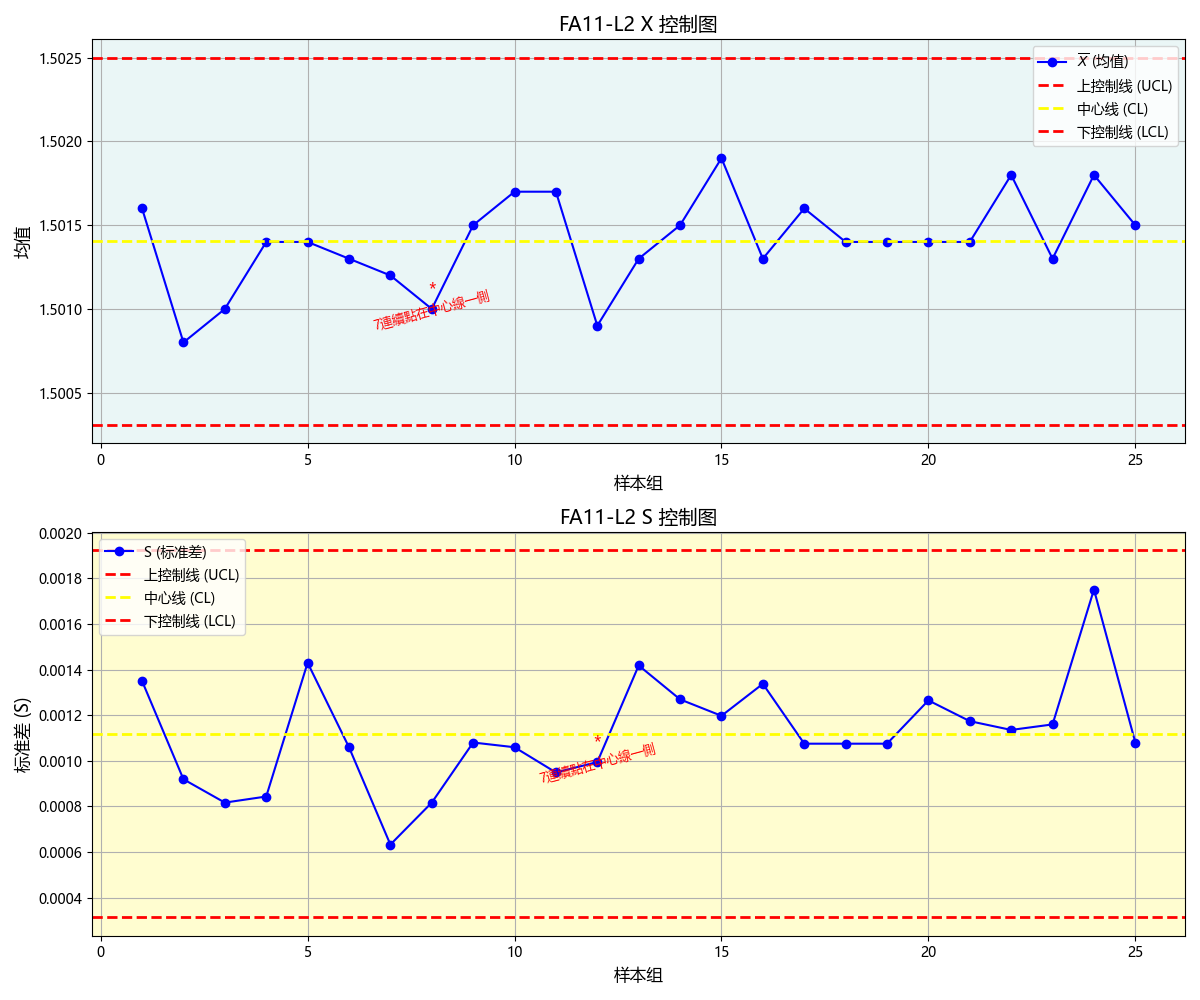 FA11-L2 X 控制图
1.5025
1.5020
1.5015
1.5010
1.5005
均值
X (均值)
上控制线 (UCL)
中心线 (CL)
下控制线 (LCL)
*
7連續點在中心線一側
0
5
10
15
20
25
样本组
FA11-L2 S 控制图
0.0020
0.0018
0.0016
0.0014
0.0012
0.0010
0.0008
0.0006
0.0004
标准差 (S)
S (标准差)
上控制线 (UCL)
中心线 (CL)
下控制线 (LCL)
*
7連續點在中心線一側
0
5
10
15
20
25
样本组